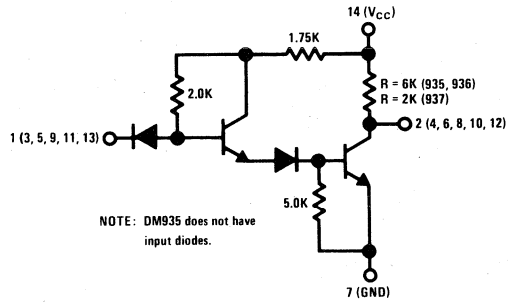 14 (VCC)
1.75K
2.0K
R = 6K (935, 936)
R = 2K (937)
1 (3, 5, 9, 11, 13)
2 (4, 6, 8, 10, 12)
5.0K
NOTE: DM935 does not have
input diodes.
7 (GND)